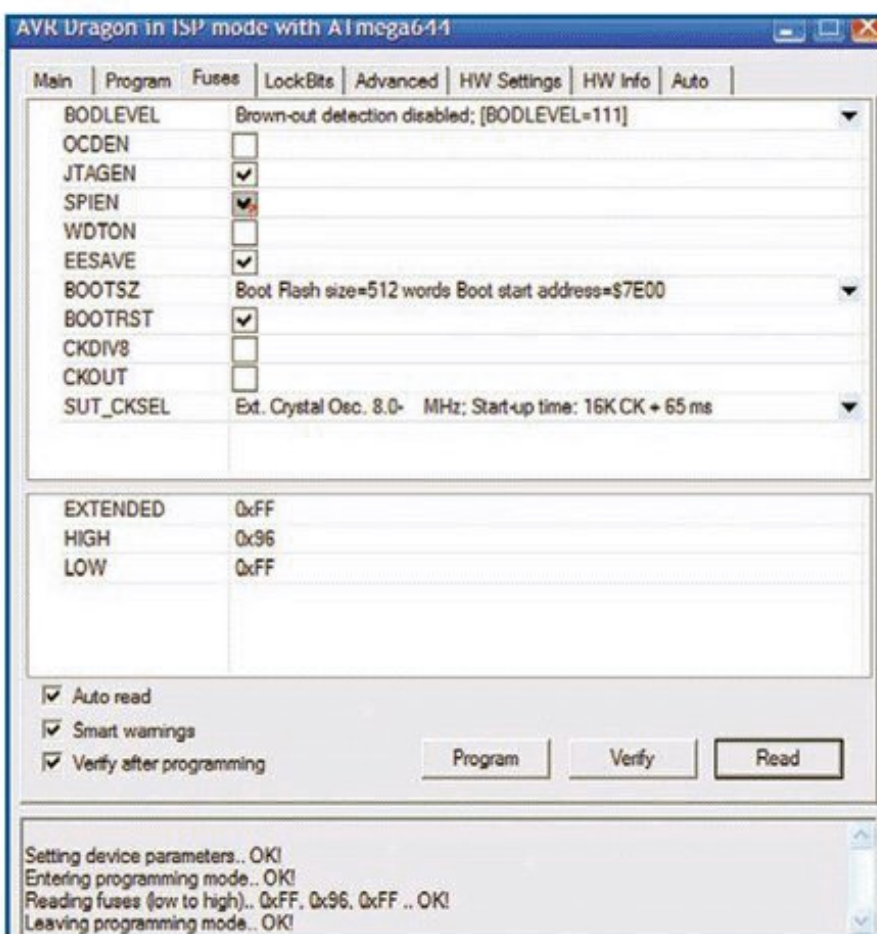 AVR Dragon in ISP mode with ATmega644
Main Program Fuses LockBits Advanced HW Settings HW Info Auto
BODLEVEL Brown-out detection disabled; [BODLEVEL=111]
OCDEN
JTAGEN
SPIEN
WDTON
EESAVE
BOOTSZ Boot Flash size=512 words Boot start address=$7E00
BOOTRST
CKDIV8
CKOUT
SUT_CKSEL Ext. Crystal Osc. 8.0- MHz; Start-up time: 16K CK + 65 ms
EXTENDED 0xFF
HIGH 0x96
LOW 0xFF
Auto read
Smart warnings
Verify after programming
Program Verify Read
Setting device parameters.. OK!
Entering programming mode.. OK!
Reading fuses (low to high).. 0xFF, 0x96, 0xFF .. OK!
Leaving programming mode.. OK!